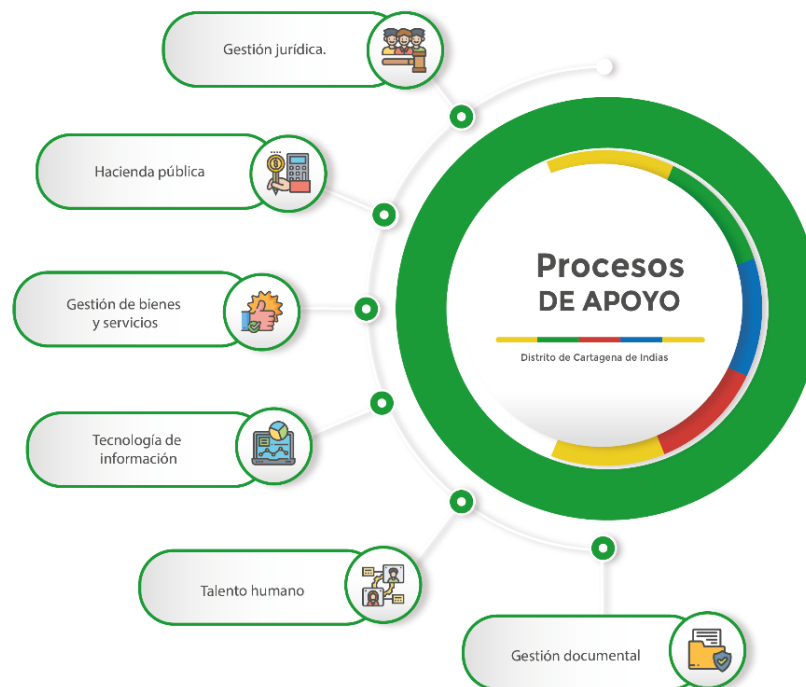 Gestión jurídica.
Hacienda pública
Gestión de bienes
y servicios
Tecnología de
información
Talento humano
Gestión documental
Procesos
DE APOYO
Distrito de Cartagena de Indias